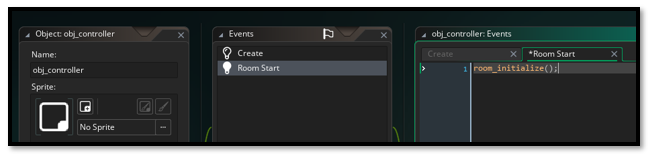 Object: obj_controller
Name:
obj_controller
Sprite:
No Sprite
...
Events
Create
Room Start
obj_controller: Events
Create
*Room Start
1
room_initialize();